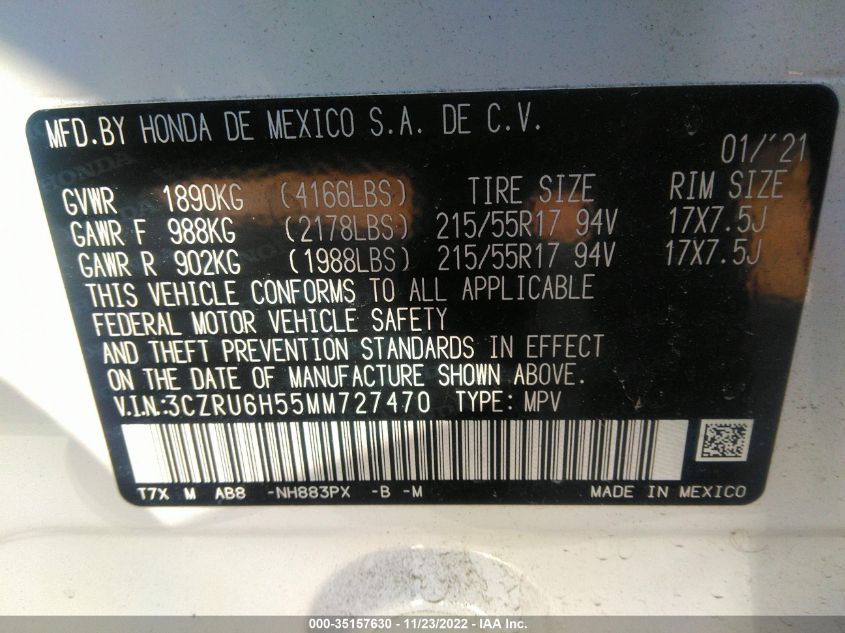 MFD.BY HONDA DE MEXICO S.A. DE C.V.
01/'21
GVWR 1890KG (4166LBS) TIRE SIZE RIM SIZE
GAWR F 988KG (2178LBS) 215/55R17 94V 17X7.5J
GAWR R 902KG (1988LBS) 215/55R17 94V 17X7.5J
THIS VEHICLE CONFORMS TO ALL APPLICABLE
FEDERAL MOTOR VEHICLE SAFETY
AND THEFT PREVENTION STANDARDS IN EFFECT
ON THE DATE OF MANUFACTURE SHOWN ABOVE.
V.I.N.:3CZRU6H55MM727470 TYPE: MPV
T7X M AB8 -NH883PX -B -M MADE IN MEXICO
000-35157630 - 11/23/2022 - IAA Inc.